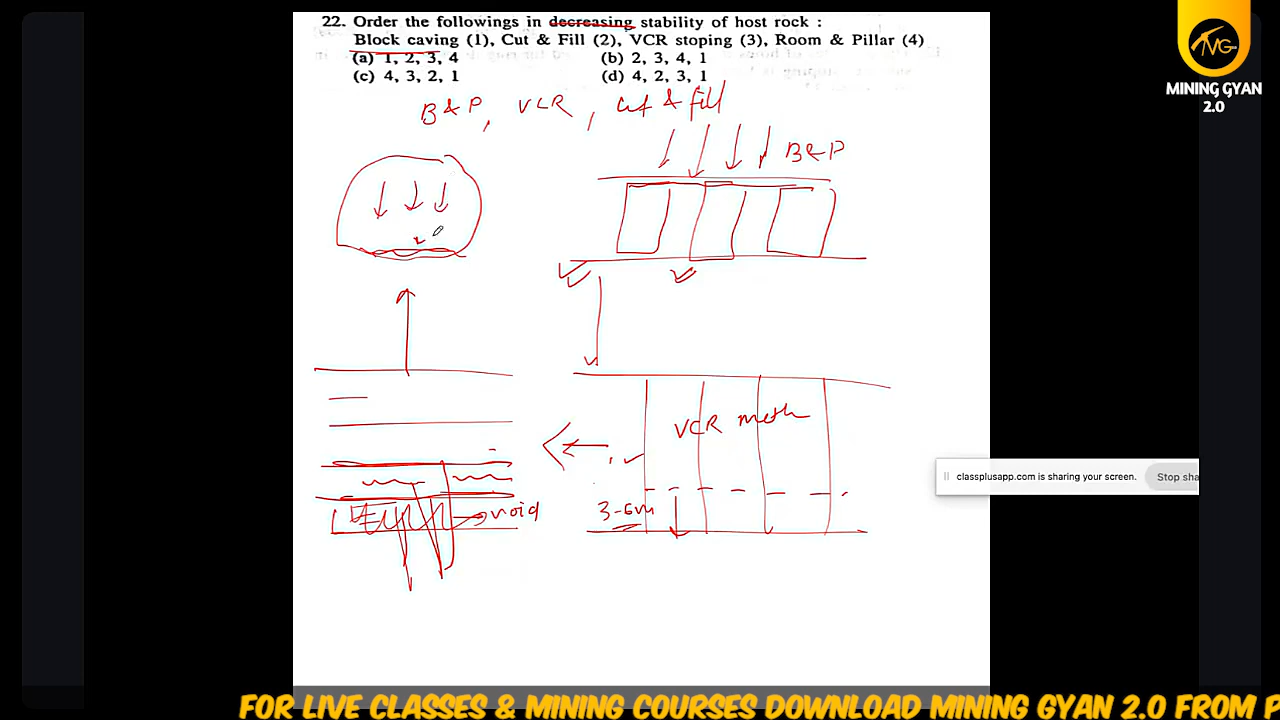 22. Order the followings in decreasing stability of host rock :
Block caving (1), Cut & Fill (2), VCR stoping (3), Room & Pillar (4)
(a) 1, 2, 3, 4 (b) 2, 3, 4, 1
(c) 4, 3, 2, 1 (d) 4, 2, 3, 1
TMG
MINING GYAN
2.0
B & P, VCR, Cut & fill
B & P
VCR meth
3-6m
void
classplusapp.com is sharing your screen. Stop sha
FOR LIVE CLASSES & MINING COURSES DOWNLOAD MINING GYAN 2.0 FROM P